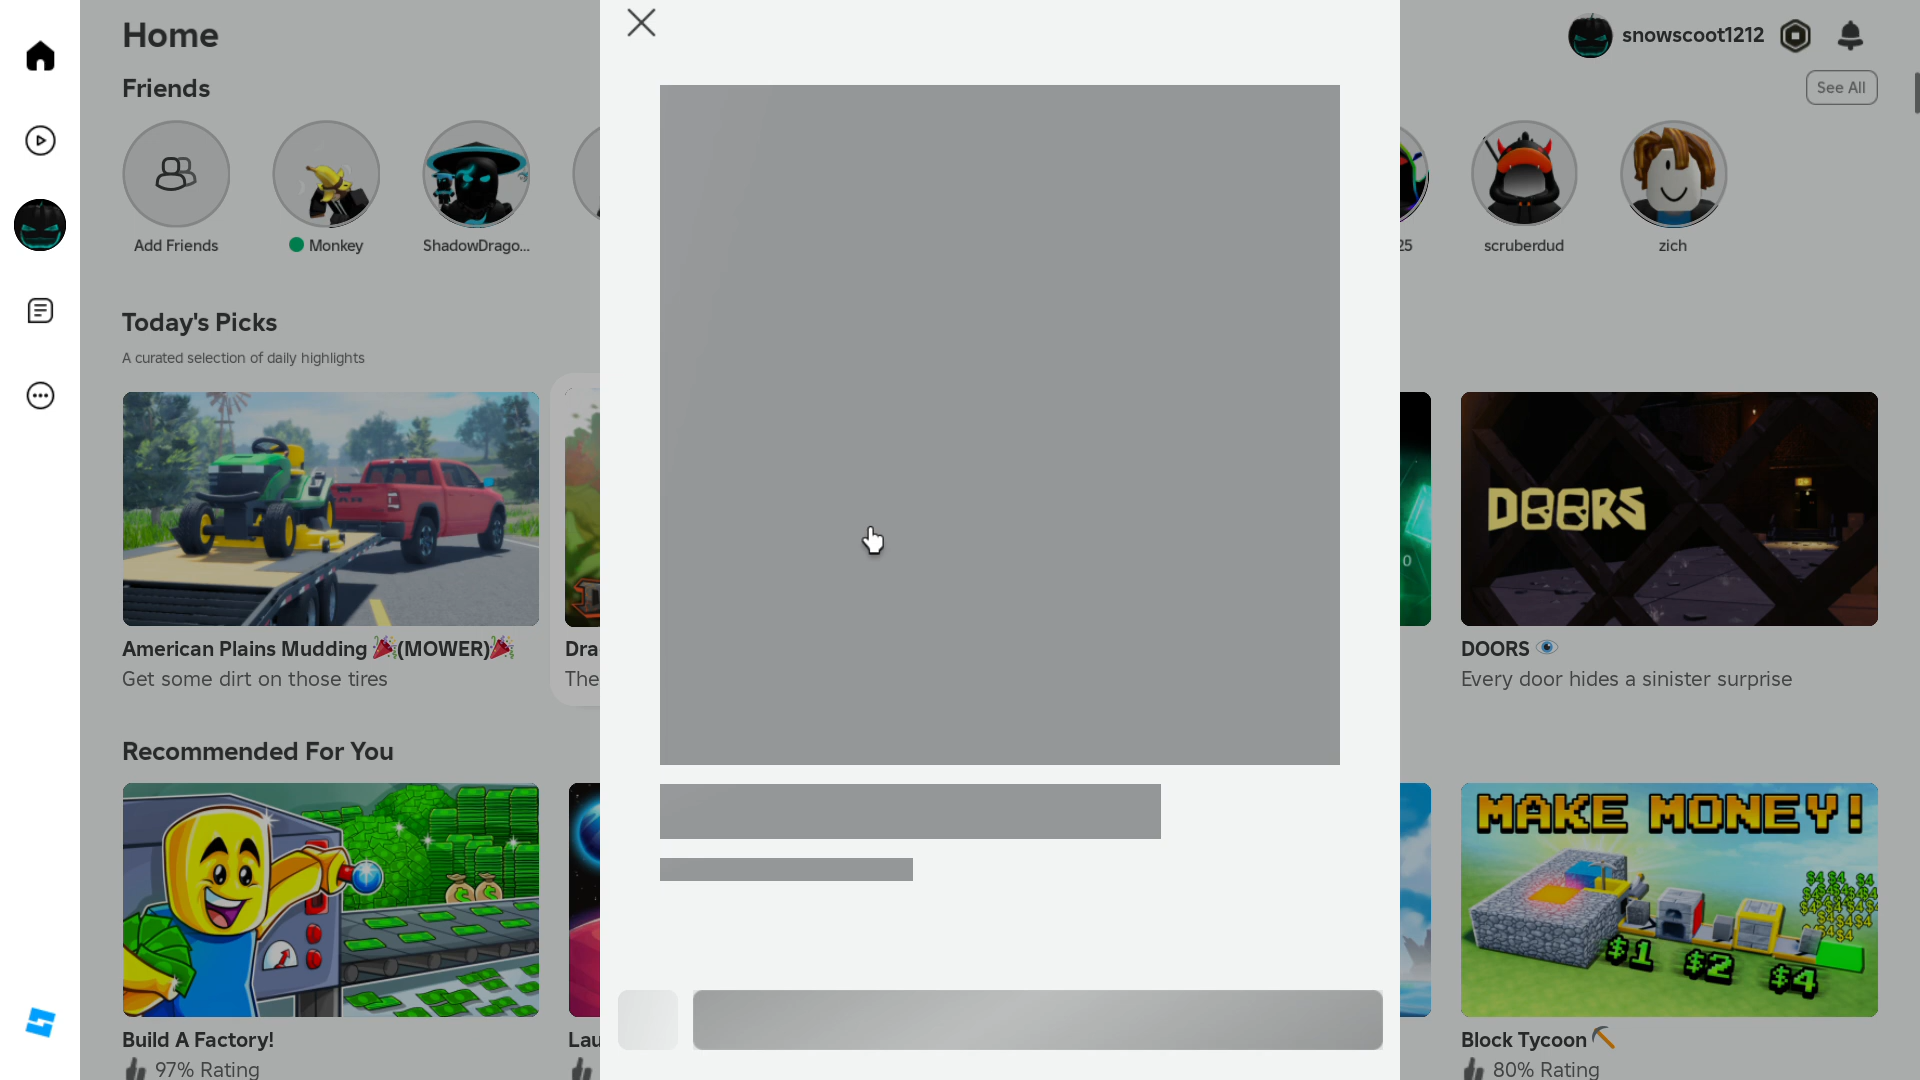 Home
snowscoot1212
Friends
See All
Add Friends
Monkey
ShadowDrago...
25
scruberdud
zich
Today's Picks
A curated selection of daily highlights
DOORS
0
American Plains Mudding 🎉(MOWER)🎉
Get some dirt on those tires
Dra
The
DOORS 👁️
Every door hides a sinister surprise
Recommended For You
MAKE MONEY!
$1
$2
$4
Build A Factory!
97% Rating
Lau
Block Tycoon ⛏️
80% Rating